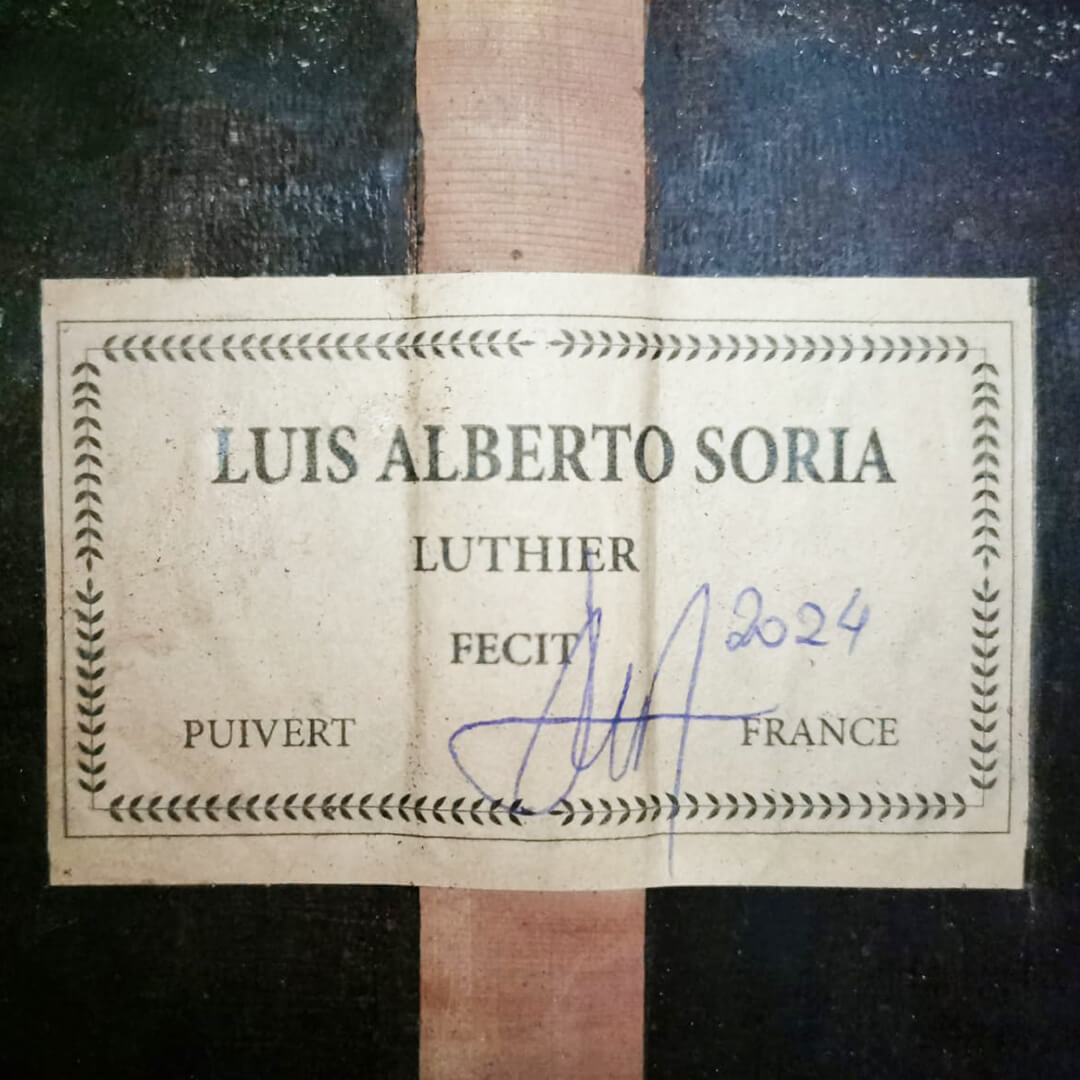 LUIS ALBERTO SORIA
LUTHIER
2024
FECIT
PUIVERT FRANCE